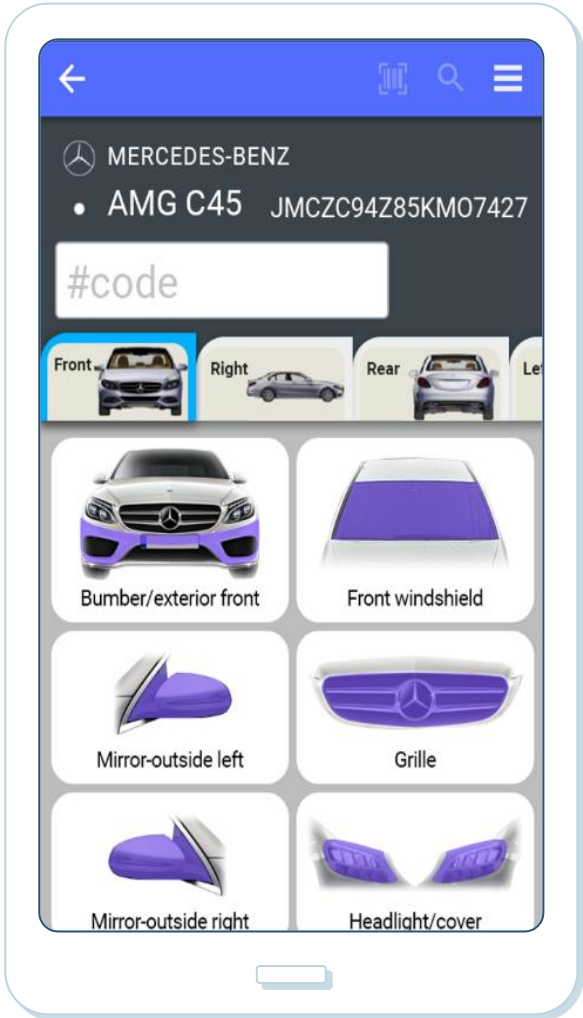 MERCEDES-BENZ
• AMG C45 JMCZC94Z85KMO7427
#code
Front Right Rear Le
Bumber/exterior front Front windshield
Mirror-outside left Grille
Mirror-outside right Headlight/cover